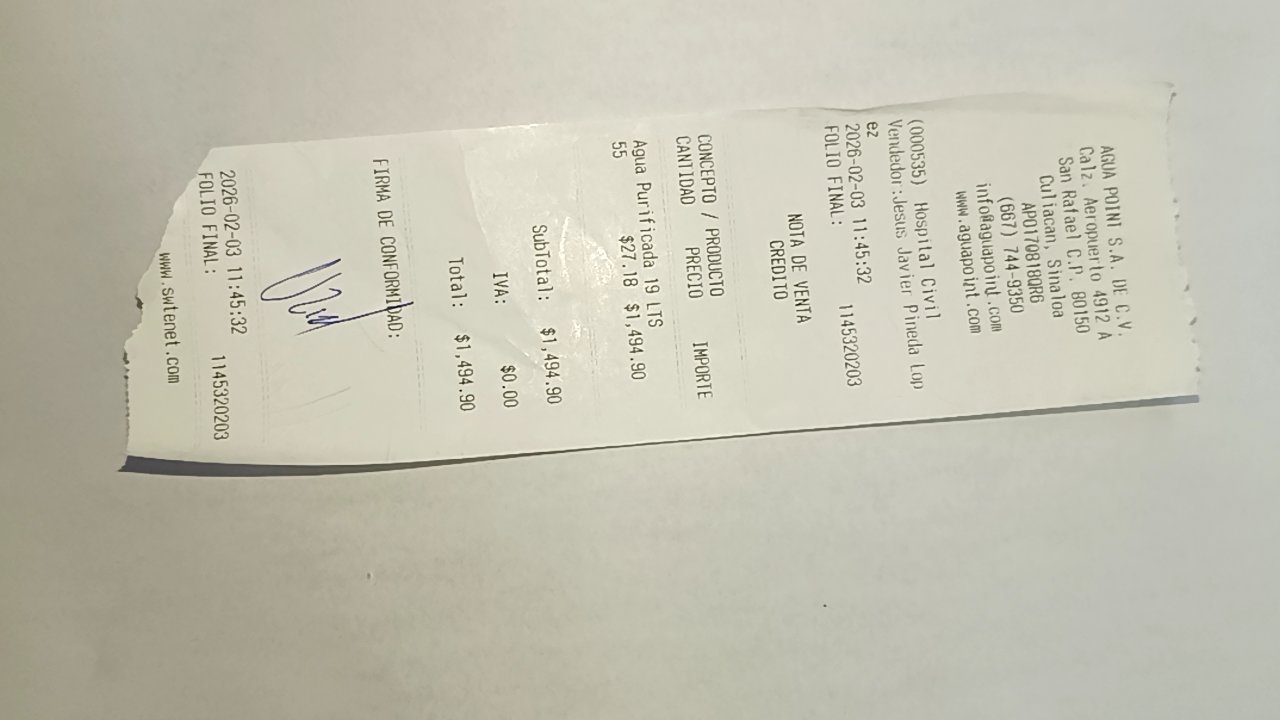 AGUA POINT S.A. DE C.V.
Calz. Aeropuerto 4912 A
San Rafael C.P. 80150
Culiacan, Sinaloa
APO170818QR6
(667) 744-9350
info@aguapoint.com
www.aguapoint.com
(000535) Hospital Civil
Vendedor:Jesus Javier Pineda Lop
ez
2026-02-03 11:45:32
FOLIO FINAL: 1145320203
NOTA DE VENTA
CREDITO
CONCEPTO / PRODUCTO
CANTIDAD PRECIO IMPORTE
Agua Purificada 19 LTS
55 $27.18 $1,494.90
SubTotal: $1,494.90
IVA: $0.00
Total: $1,494.90
FIRMA DE CONFORMIDAD:
2026-02-03 11:45:32
FOLIO FINAL: 1145320203
www.swtenet.com